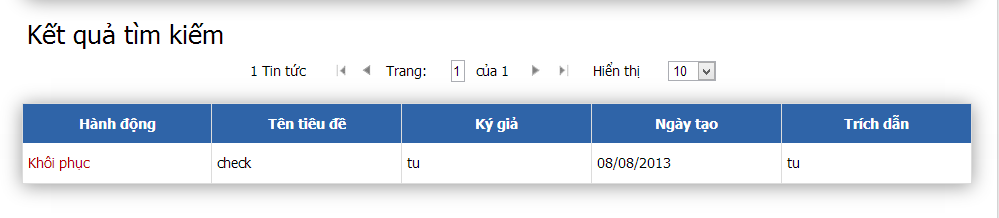 Kết quả tìm kiếm
1 Tin tức Trang: 1 của 1 Hiển thị 10
Hành động Tên tiêu đề Ký giả Ngày tạo Trích dẫn
Khôi phục check tu 08/08/2013 tu